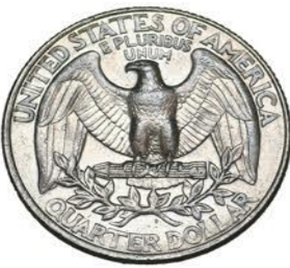 UNITED STATES OF AMERICA
E PLURIBUS
UNUM
QUARTER DOLLAR